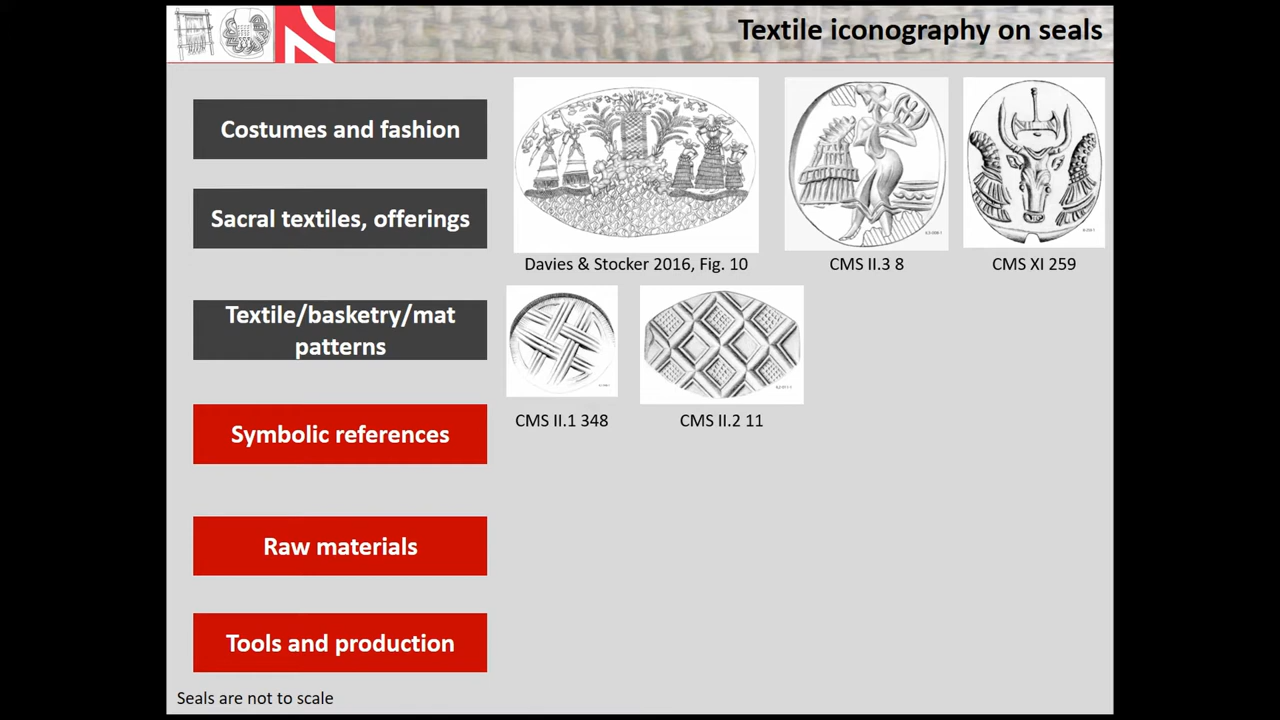 Textile iconography on seals
Costumes and fashion
Sacral textiles, offerings
Davies & Stocker 2016, Fig. 10
CMS II.3 8
CMS XI 259
Textile/basketry/mat
patterns
CMS II.1 348
CMS II.2 11
Symbolic references
Raw materials
Tools and production
Seals are not to scale